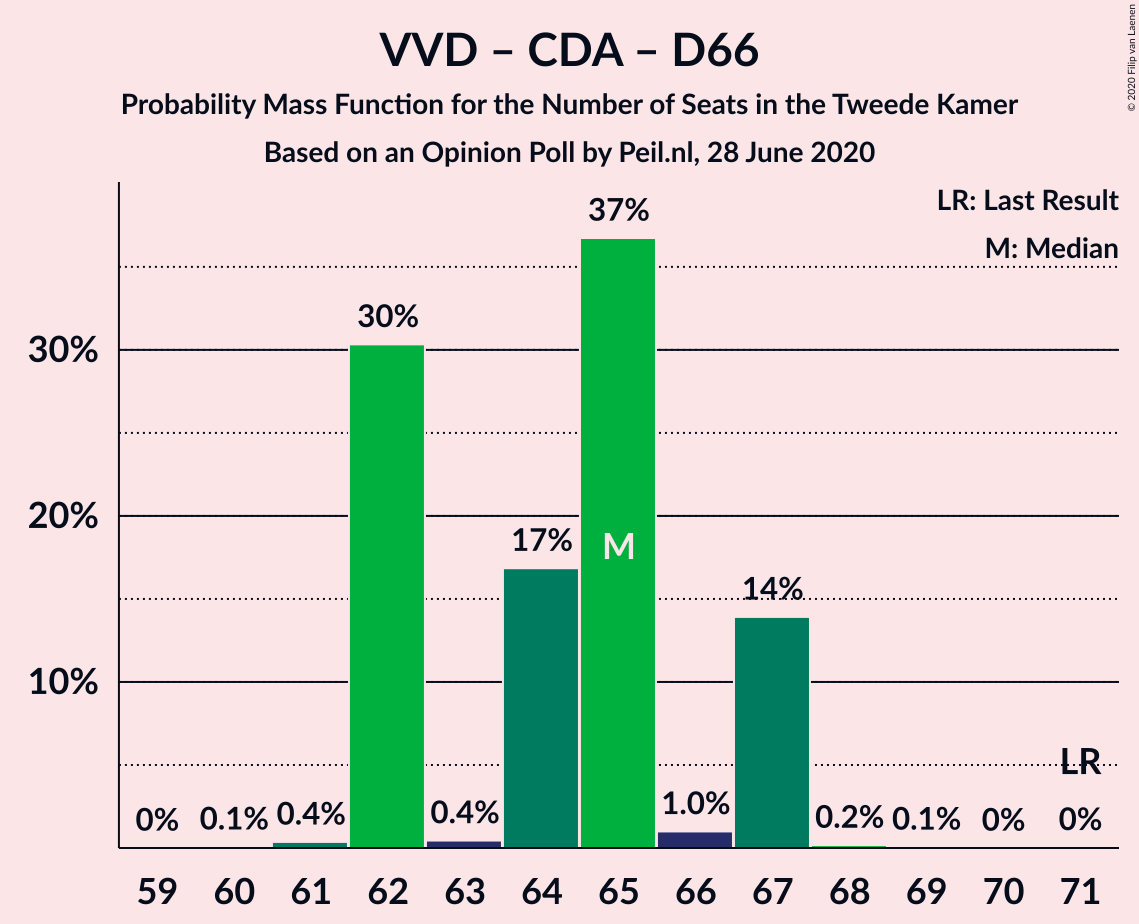 VVD – CDA – D66
Probability Mass Function for the Number of Seats in the Tweede Kamer
Based on an Opinion Poll by Peil.nl, 28 June 2020
© 2020 Filip van Laenen
LR: Last Result
M: Median
37%
30%
30%
20%
17%
M
14%
10%
LR
0% 0.1% 0.4% 0.4% 1.0% 0.2% 0.1% 0% 0%
59 60 61 62 63 64 65 66 67 68 69 70 71